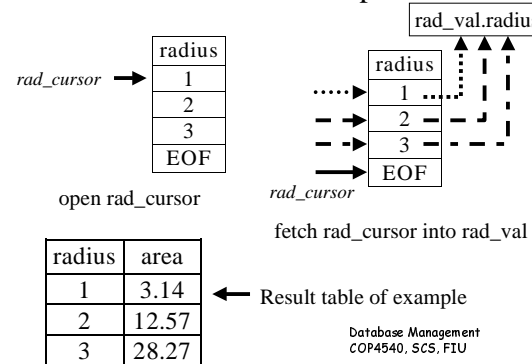 rad_val.radiu
radius
1
2
3
EOF
rad_cursor
open rad_cursor
radius
1
2
3
EOF
rad_cursor
fetch rad_cursor into rad_val
radius area
1 3.14
2 12.57
3 28.27
Result table of example
Database Management
COP4540, SCS, FIU